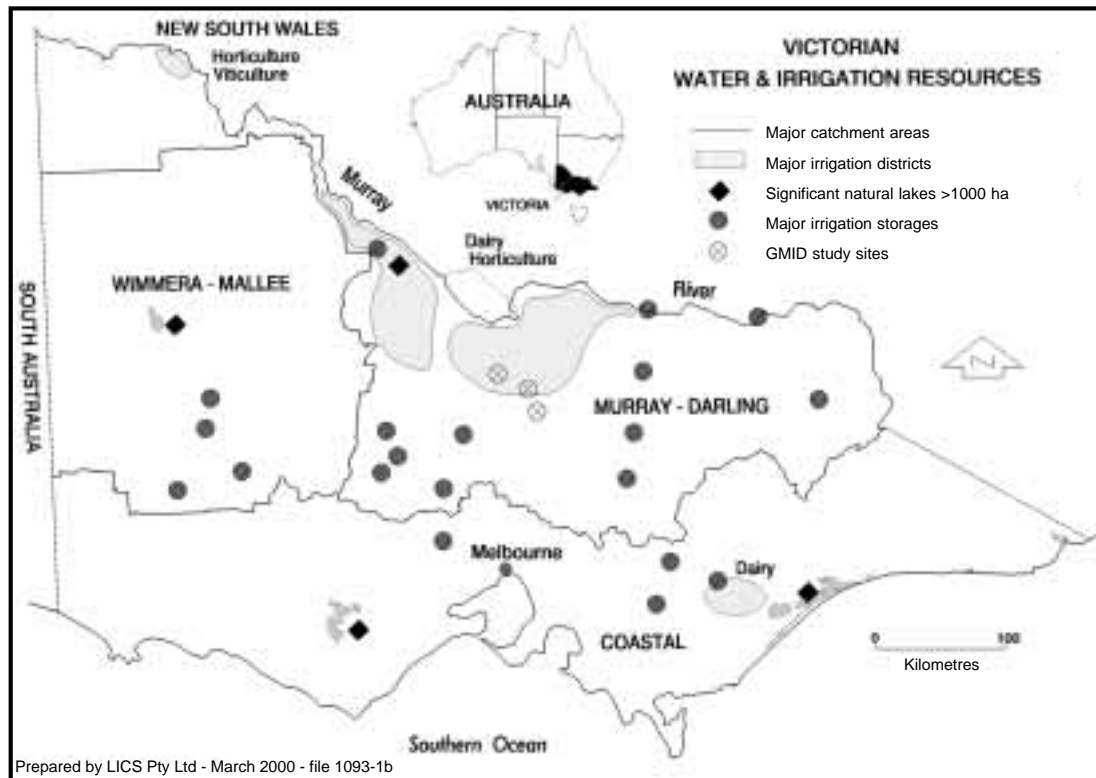 NEW SOUTH WALES
Horticulture
Viticulture
AUSTRALIA
VICTORIA
VICTORIAN
WATER & IRRIGATION RESOURCES
Major catchment areas
Major irrigation districts
Significant natural lakes >1000 ha
Major irrigation storages
GMID study sites
Murray
Dairy
Horticulture
River
WIMMERA - MALLEE
SOUTH AUSTRALIA
N
MURRAY - DARLING
Melbourne
Dairy
COASTAL
0 100
Kilometres
Southern Ocean
Prepared by LICS Pty Ltd - March 2000 - file 1093-1b